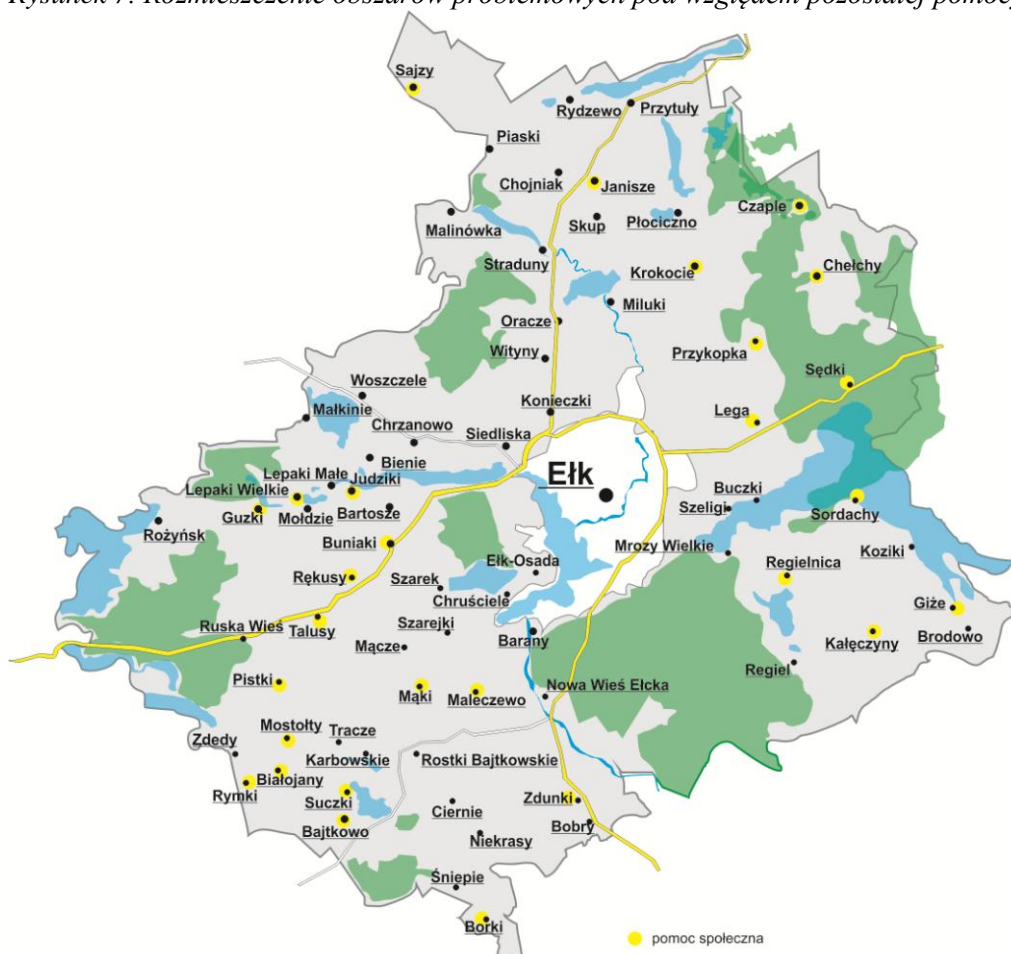 Rysunek 7. Rozmieszczenie obszarów problemowych pod względem pozostałej pomocy
Sajzy
Rydzewo
Przytuły
Piaski
Chojniak
Janisze
Czaple
Malinówka
Skup
Płociczno
Straduny
Krokocie
Chełchy
Miluki
Oracze
Przykopka
Wityny
Sędki
Woszczele
Konieczki
Lega
Małkinie
Chrzanowo
Siedliska
Bienie
Ełk
Lepaki Małe
Judziki
Lepaki Wielkie
Buczki
Guzki
Mołdzie
Bartosze
Szeligi
Sordachy
Rożyńsk
Buniaki
Mrozy Wielkie
Koziki
Ełk-Osada
Regielnica
Rękusy
Szarek
Chruściele
Giże
Talusy
Szarejki
Ruska Wieś
Barany
Kałęczyny
Brodowo
Mącze
Regiel
Pistki
Mąki
Maleczewo
Nowa Wieś Ełcka
Mostołty
Tracze
Zdedy
Karbowskie
Rostki Bajtkowskie
Białojany
Rymki
Suczki
Ciernie
Zdunki
Bajtkowo
Niekrasy
Bobry
Śniepie
Borki
pomoc społeczna